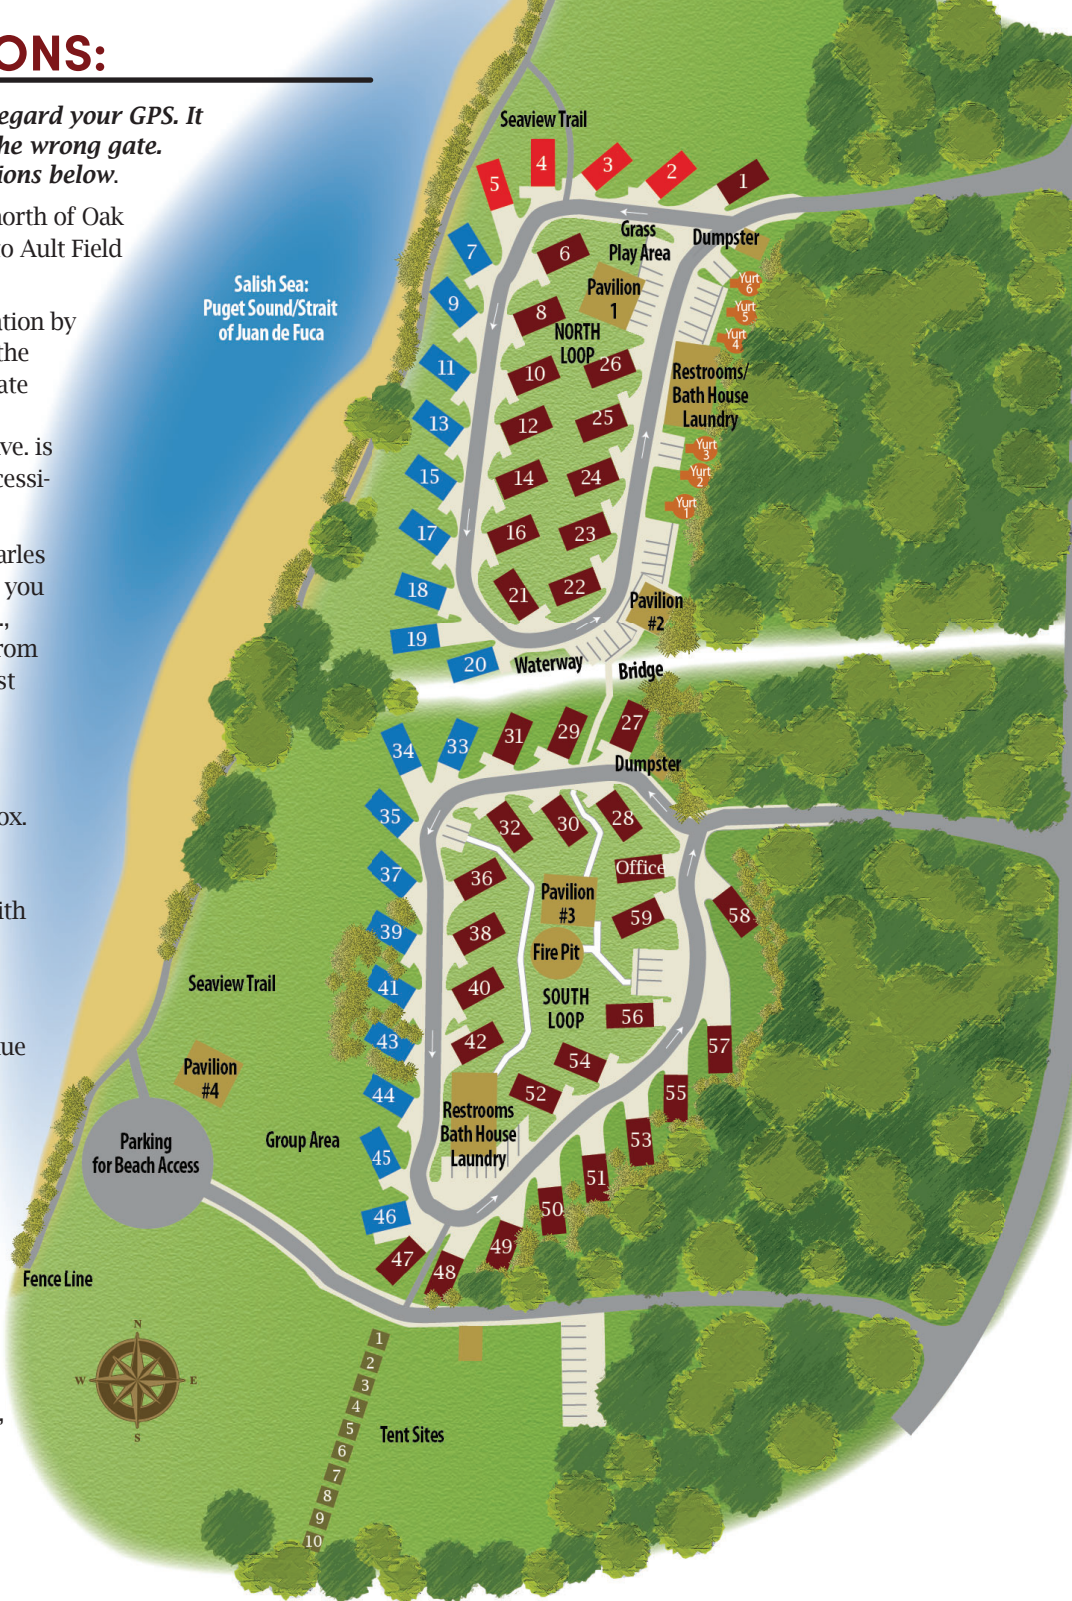 ONS:
egard your GPS. It
he wrong gate.
ions below.
north of Oak
o Ault Field
ation by
the
ate
ve. is
cessi-
arles
you
.,
rom
st
ox.
ith
ue
,
Salish Sea:
Puget Sound/Strait
of Juan de Fuca
Seaview Trail
5
4
3
2
1
Grass
Play Area
Dumpster
7
6
Pavilion
1
Yurt
6
9
8
Yurt
5
NORTH
LOOP
Yurt
4
11
10
26
Restrooms/
Bath House
Laundry
13
12
25
Yurt
3
15
14
24
Yurt
2
Yurt
1
17
16
23
18
21
22
Pavilion
#2
19
20
Waterway
Bridge
34
33
31
29
27
Dumpster
35
32
30
28
37
36
Office
Pavilion
#3
39
38
59
58
Fire Pit
41
40
SOUTH
LOOP
56
43
42
57
54
Seaview Trail
Pavilion
#4
44
52
55
Restrooms
Bath House
Laundry
Parking
for Beach Access
Group Area
45
53
51
46
50
47
48
49
Fence Line
N
W
E
S
1
2
3
4
5
6
7
8
9
10
Tent Sites